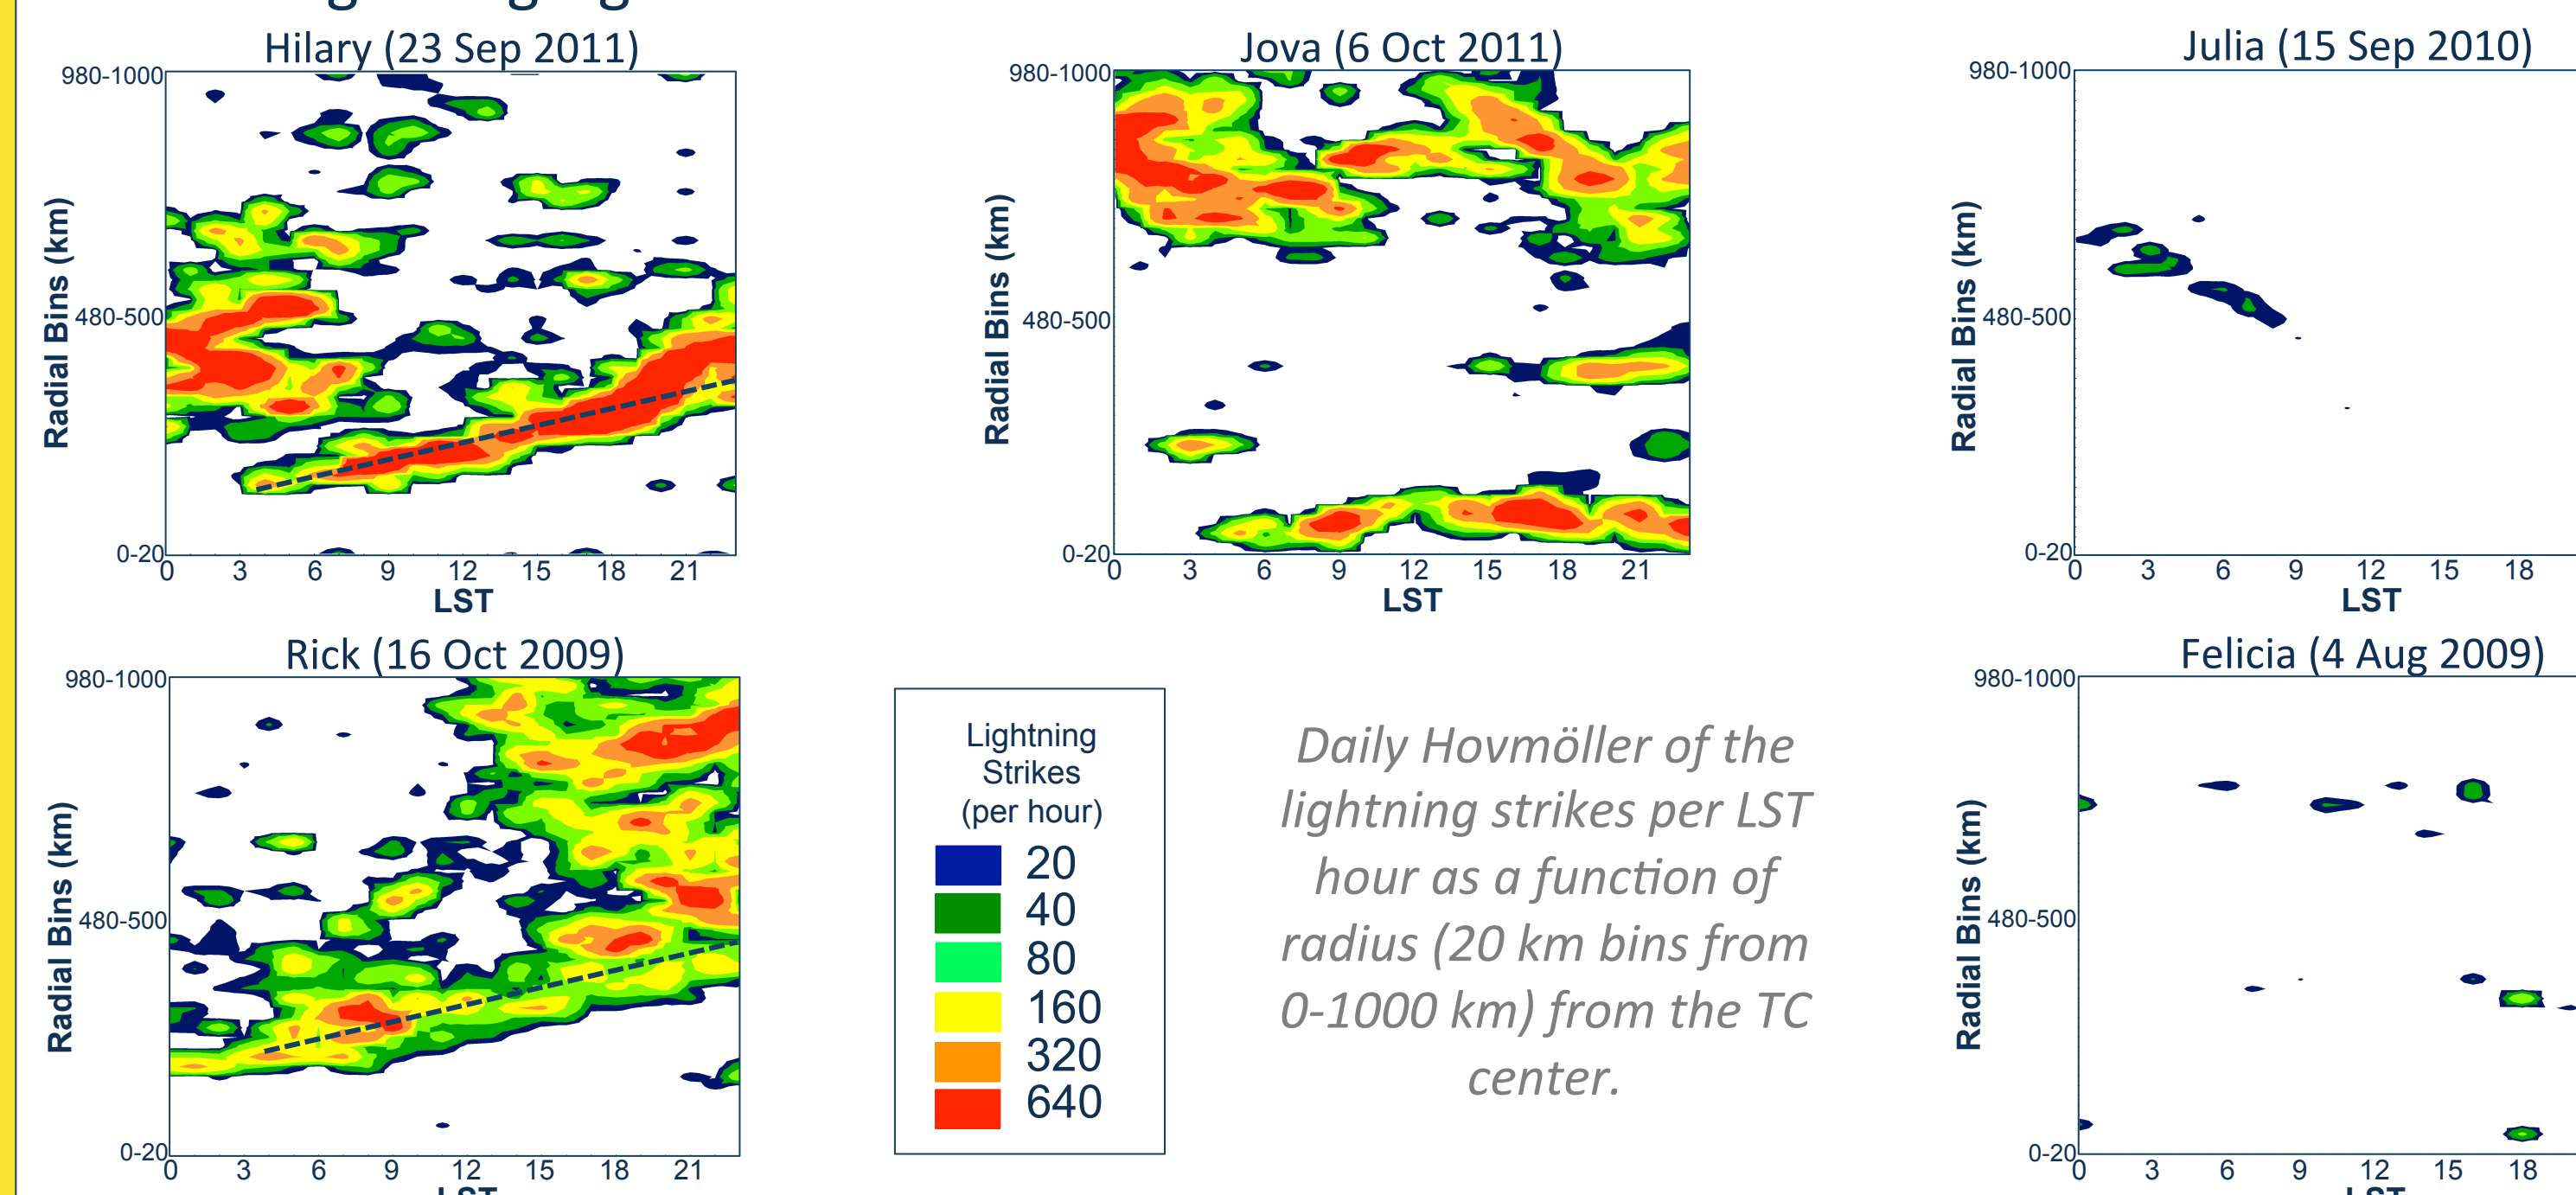 Hilary (23 Sep 2011)
980-1000
480-500
0-20
Radial Bins (km)
0 3 6 9 12 15 18 21
LST
Jova (6 Oct 2011)
980-1000
480-500
0-20
Radial Bins (km)
0 3 6 9 12 15 18 21
LST
Julia (15 Sep 2010)
980-1000
480-500
0-20
Radial Bins (km)
0 3 6 9 12 15 18
LST
Rick (16 Oct 2009)
980-1000
480-500
0-20
Radial Bins (km)
0 3 6 9 12 15 18 21
LST
Lightning
Strikes
(per hour)
20
40
80
160
320
640
Daily Hovmöller of the
lightning strikes per LST
hour as a function of
radius (20 km bins from
0-1000 km) from the TC
center.
Felicia (4 Aug 2009)
980-1000
480-500
0-20
Radial Bins (km)
0 3 6 9 12 15 18
LST